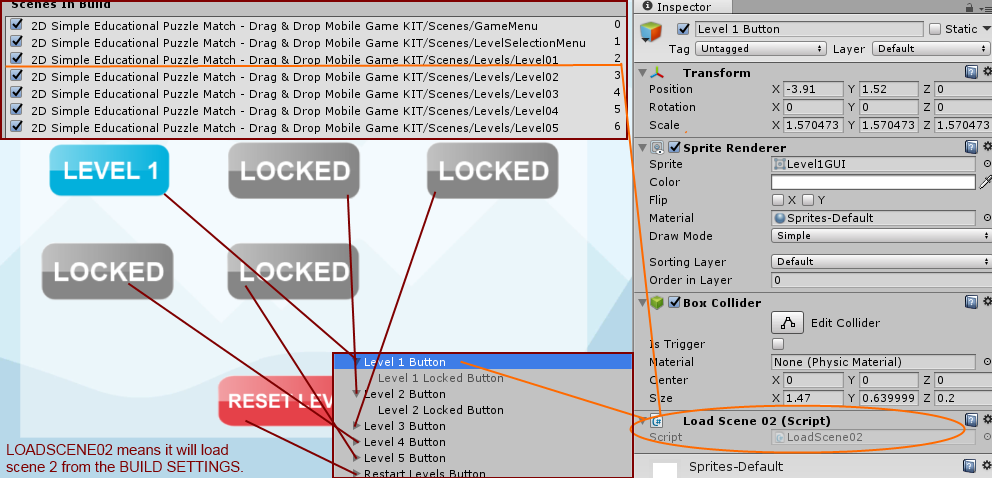 Scenes In Build
2D Simple Educational Puzzle Match - Drag & Drop Mobile Game KIT/Scenes/GameMenu 0
2D Simple Educational Puzzle Match - Drag & Drop Mobile Game KIT/Scenes/LevelSelectionMenu 1
2D Simple Educational Puzzle Match - Drag & Drop Mobile Game KIT/Scenes/Levels/Level01 2
2D Simple Educational Puzzle Match - Drag & Drop Mobile Game KIT/Scenes/Levels/Level02 3
2D Simple Educational Puzzle Match - Drag & Drop Mobile Game KIT/Scenes/Levels/Level03 4
2D Simple Educational Puzzle Match - Drag & Drop Mobile Game KIT/Scenes/Levels/Level04 5
2D Simple Educational Puzzle Match - Drag & Drop Mobile Game KIT/Scenes/Levels/Level05 6
LEVEL 1 LOCKED LOCKED
LOCKED LOCKED
RESET LEV
Level 1 Button
Level 1 Locked Button
Level 2 Button
Level 2 Locked Button
Level 3 Button
Level 4 Button
Level 5 Button
Restart Levels Button
LOADSCENE02 means it will load
scene 2 from the BUILD SETTINGS.
Inspector
Level 1 Button Static
Tag Untagged Layer Default
Transform
Position X -3.91 Y 1.52 Z 0
Rotation X 0 Y 0 Z 0
Scale X 1.570473 Y 1.570473 Z 1.570473
Sprite Renderer
Sprite Level1GUI
Color
Flip X Y
Material Sprites-Default
Draw Mode Simple
Sorting Layer Default
Order in Layer 0
Box Collider
Edit Collider
Is Trigger
Material None (Physic Material)
Center X 0 Y 0 Z 0
Size X 1.47 Y 0.639999 Z 0.2
Load Scene 02 (Script)
Script LoadScene02
Sprites-Default